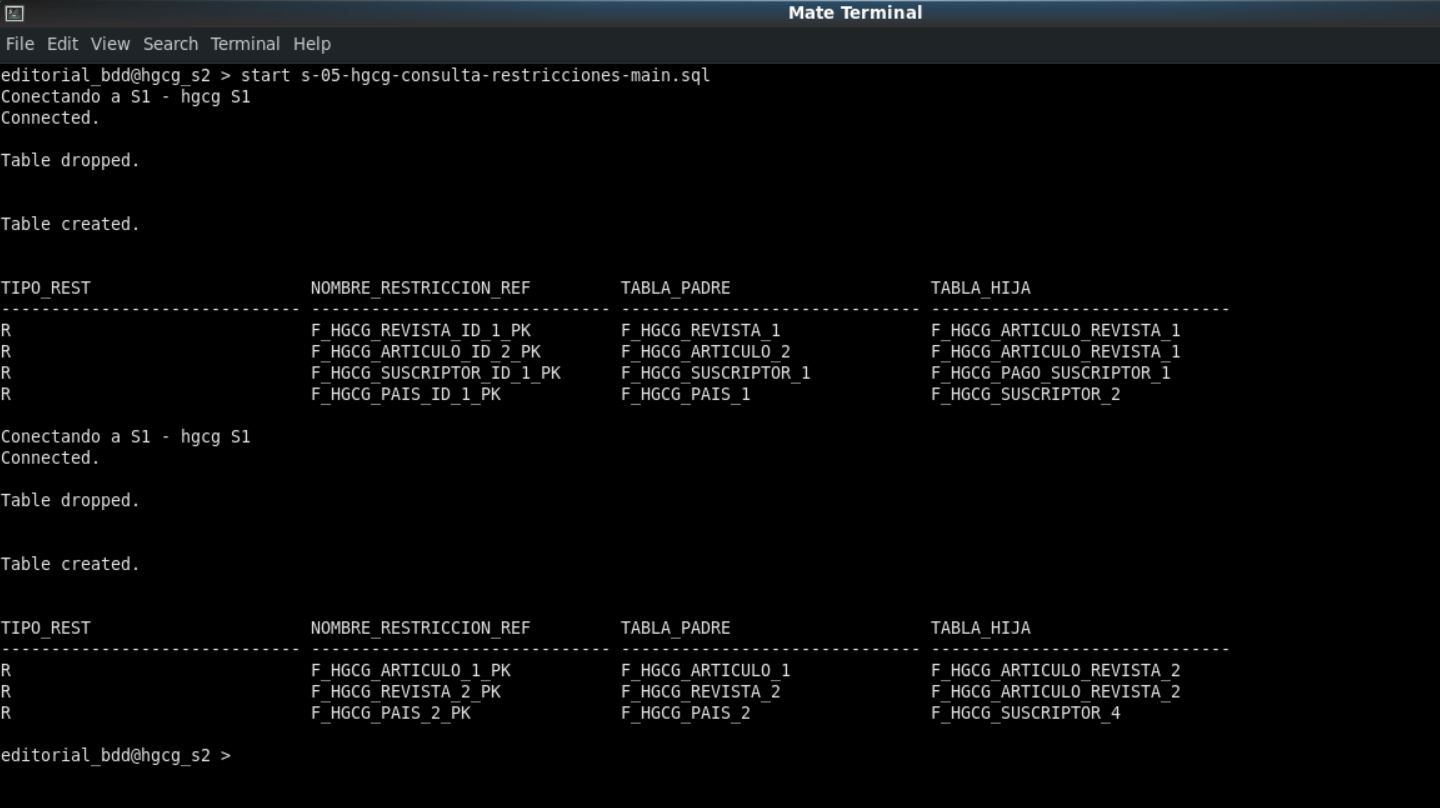 Mate Terminal
File Edit View Search Terminal Help
editorial_bdd@hgcg_s2 > start s-05-hgcg-consulta-restricciones-main.sql
Conectando a S1 - hgcg S1
Connected.
Table dropped.
Table created.
TIPO_REST NOMBRE_RESTRICCION_REF TABLA_PADRE TABLA_HIJA
------------------------------ ------------------------------ ------------------------------ ------------------------------
R F_HGCG_REVISTA_ID_1_PK F_HGCG_REVISTA_1 F_HGCG_ARTICULO_REVISTA_1
R F_HGCG_ARTICULO_ID_2_PK F_HGCG_ARTICULO_2 F_HGCG_ARTICULO_REVISTA_1
R F_HGCG_SUSCRIPTOR_ID_1_PK F_HGCG_SUSCRIPTOR_1 F_HGCG_PAGO_SUSCRIPTOR_1
R F_HGCG_PAIS_ID_1_PK F_HGCG_PAIS_1 F_HGCG_SUSCRIPTOR_2
Conectando a S1 - hgcg S1
Connected.
Table dropped.
Table created.
TIPO_REST NOMBRE_RESTRICCION_REF TABLA_PADRE TABLA_HIJA
------------------------------ ------------------------------ ------------------------------ ------------------------------
R F_HGCG_ARTICULO_1_PK F_HGCG_ARTICULO_1 F_HGCG_ARTICULO_REVISTA_2
R F_HGCG_REVISTA_2_PK F_HGCG_REVISTA_2 F_HGCG_ARTICULO_REVISTA_2
R F_HGCG_PAIS_2_PK F_HGCG_PAIS_2 F_HGCG_SUSCRIPTOR_4
editorial_bdd@hgcg_s2 >